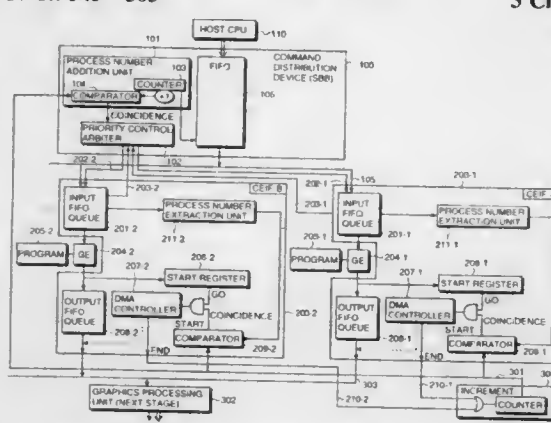 5 Cl
HOST CPU
110
101
PROCESS NUMBER
ADDITION UNIT
103
COMMAND
DISTRIBUTION
DEVICE (SBB)
100
FIFO
106
104
COUNTER
COMPARATOR
+1
COINCIDENCE
PRIORITY CONTROL
ARBITER
102
202-2
203-2
CEIF B
202-1
105
203-1
200-1
CEIF
INPUT
FIFO
QUEUE
201-2
PROCESS NUMBER
EXTRACTION UNIT
211-2
INPUT
FIFO
QUEUE
201-1
PROCESS NUMBER
EXTRACTION UNIT
211-1
205-2
PROGRAM
GE
204-2
206-2
START REGISTER
205-1
PROGRAM
GE
204-1
206-1
START REGISTER
207-2
GO
DMA
CONTROLLER
COINCIDENCE
START
200-2
207-1
GO
DMA
CONTROLLER
COINCIDENCE
START
OUTPUT
FIFO
QUEUE
208-2
COMPARATOR
209-2
END
OUTPUT
FIFO
QUEUE
208-1
COMPARATOR
209-1
END
303
301
210-1
210-2
INCREMENT
COUNTER
GRAPHICS PROCESSING
UNIT (NEXT STAGE)
302